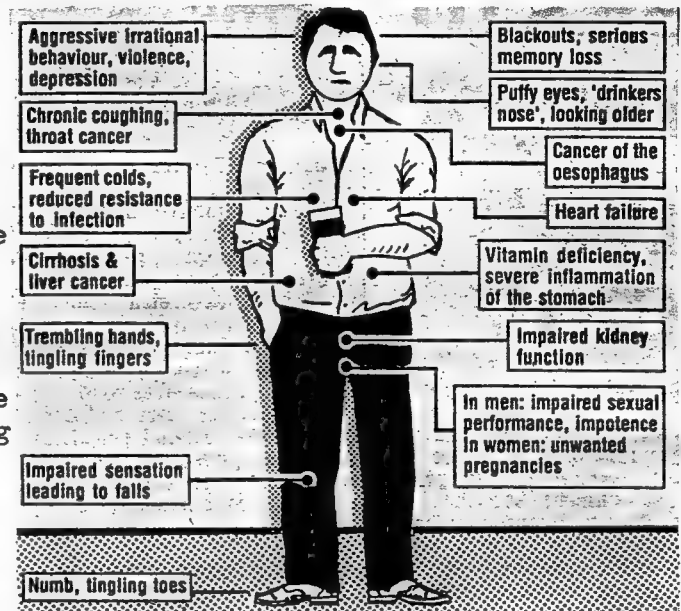 Aggressive irrational
behaviour, violence,
depression
Chronic coughing,
throat cancer
Frequent colds,
reduced resistance
to infection
Cirrhosis &
liver cancer
Trembling hands,
tingling fingers
Impaired sensation
leading to falls
Numb, tingling toes
Blackouts, serious
memory loss
Puffy eyes, 'drinkers
nose', looking older
Cancer of the
oesophagus
Heart failure
Vitamin deficiency,
severe inflammation
of the stomach
Impaired kidney
function
In men: impaired sexual
performance, impotence
In women: unwanted
pregnancies